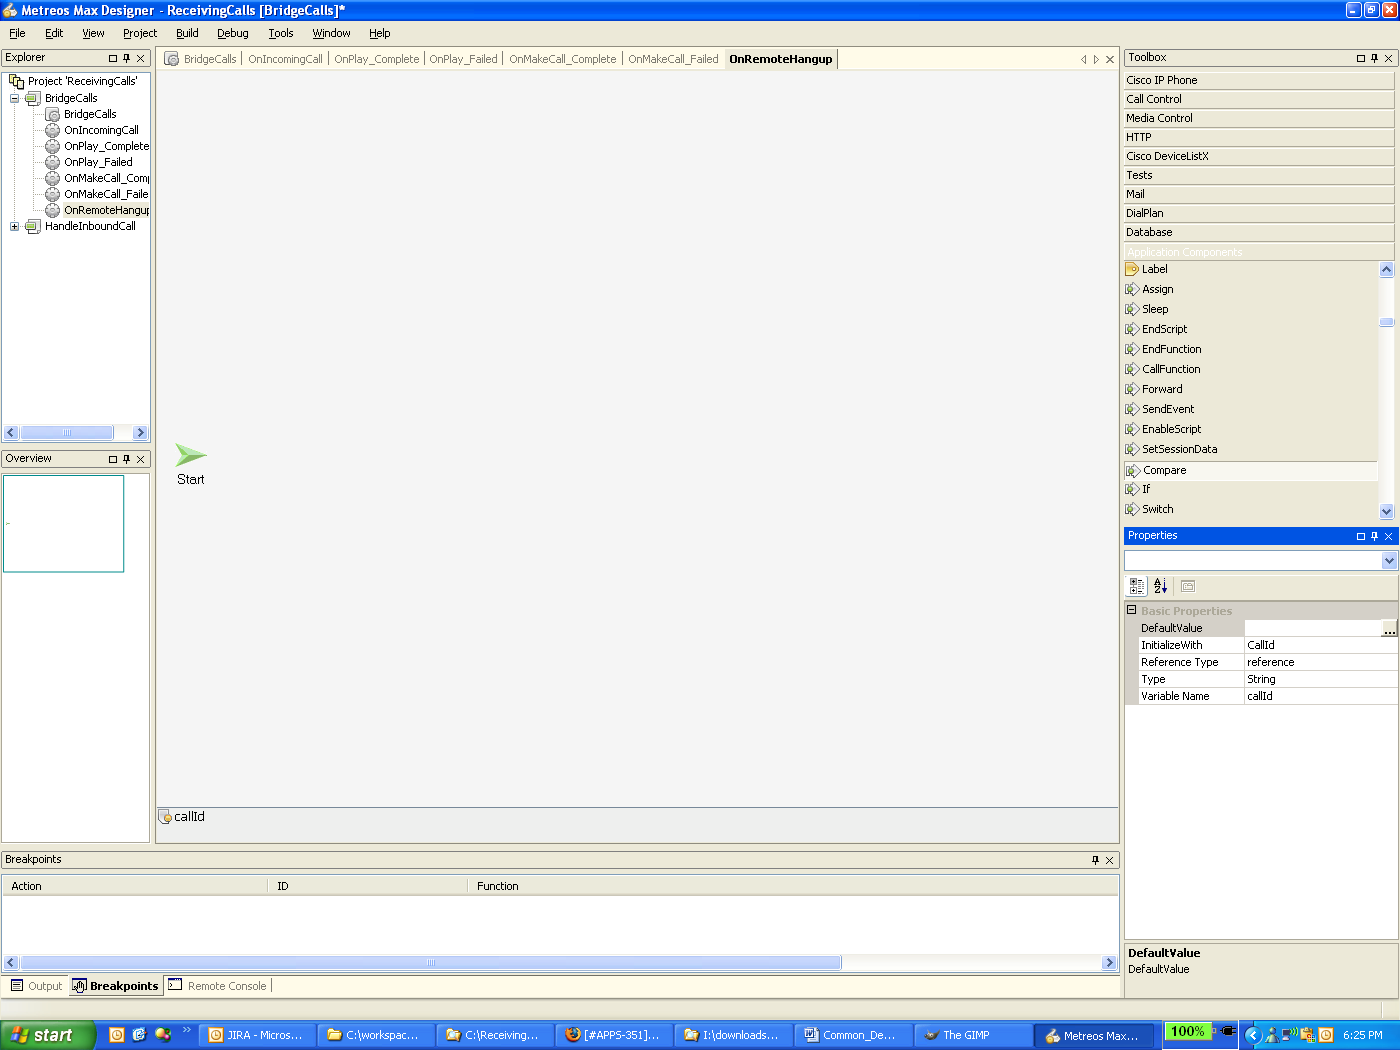 Metreos Max Designer - ReceivingCalls [BridgeCalls]*
File Edit View Project Build Debug Tools Window Help
Explorer
Project 'ReceivingCalls'
BridgeCalls
BridgeCalls
OnIncomingCall
OnPlay_Complete
OnPlay_Failed
OnMakeCall_Comp
OnMakeCall_Faile
OnRemoteHangup
HandleInboundCall
Overview
BridgeCalls OnIncomingCall OnPlay_Complete OnPlay_Failed OnMakeCall_Complete OnMakeCall_Failed OnRemoteHangup
Start
callId
Toolbox
Cisco IP Phone
Call Control
Media Control
HTTP
Cisco DeviceListX
Tests
Mail
DialPlan
Database
Application Components
Label
Assign
Sleep
EndScript
EndFunction
CallFunction
Forward
SendEvent
EnableScript
SetSessionData
Compare
If
Switch
Properties
Basic Properties
DefaultValue ...
InitializeWith CallId
Reference Type reference
Type String
Variable Name callId
DefaultValue
DefaultValue
Breakpoints
Action ID Function
Output Breakpoints Remote Console
start JIRA - Micros... C:\workspac... C:\Receiving... [#APPS-351]... I:\downloads... Common_De... The GIMP Metreos Max... 100% 6:25 PM